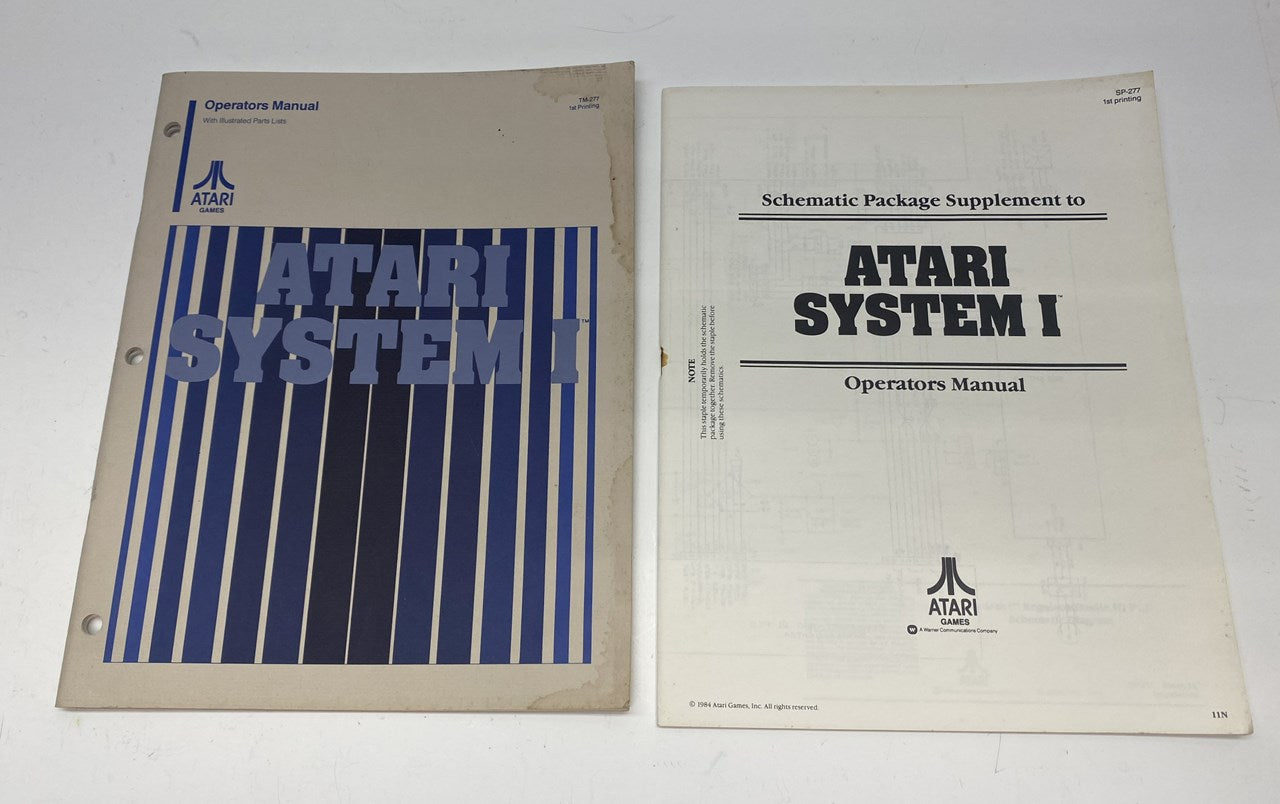 Operators Manual
With Illustrated Parts Lists
TM-277
1st Printing
ATARI
GAMES
ATARI
SYSTEM I™
SP-277
1st printing
Schematic Package Supplement to
ATARI
SYSTEM I™
Operators Manual
NOTE
This staple temporarily holds the schematic
package together. Remove the staple before
using these schematics.
ATARI
GAMES
A Warner Communications Company
© 1984 Atari Games, Inc. All rights reserved.
11N